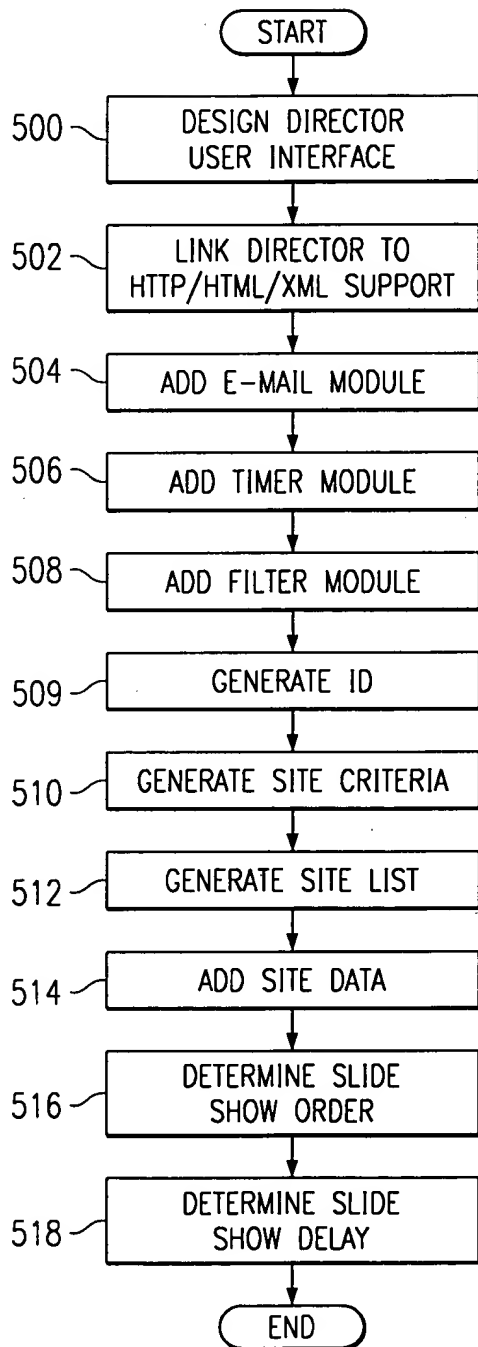 START
500
DESIGN DIRECTOR
USER INTERFACE
502
LINK DIRECTOR TO
HTTP/HTML/XML SUPPORT
504
ADD E-MAIL MODULE
506
ADD TIMER MODULE
508
ADD FILTER MODULE
509
GENERATE ID
510
GENERATE SITE CRITERIA
512
GENERATE SITE LIST
514
ADD SITE DATA
516
DETERMINE SLIDE
SHOW ORDER
518
DETERMINE SLIDE
SHOW DELAY
END